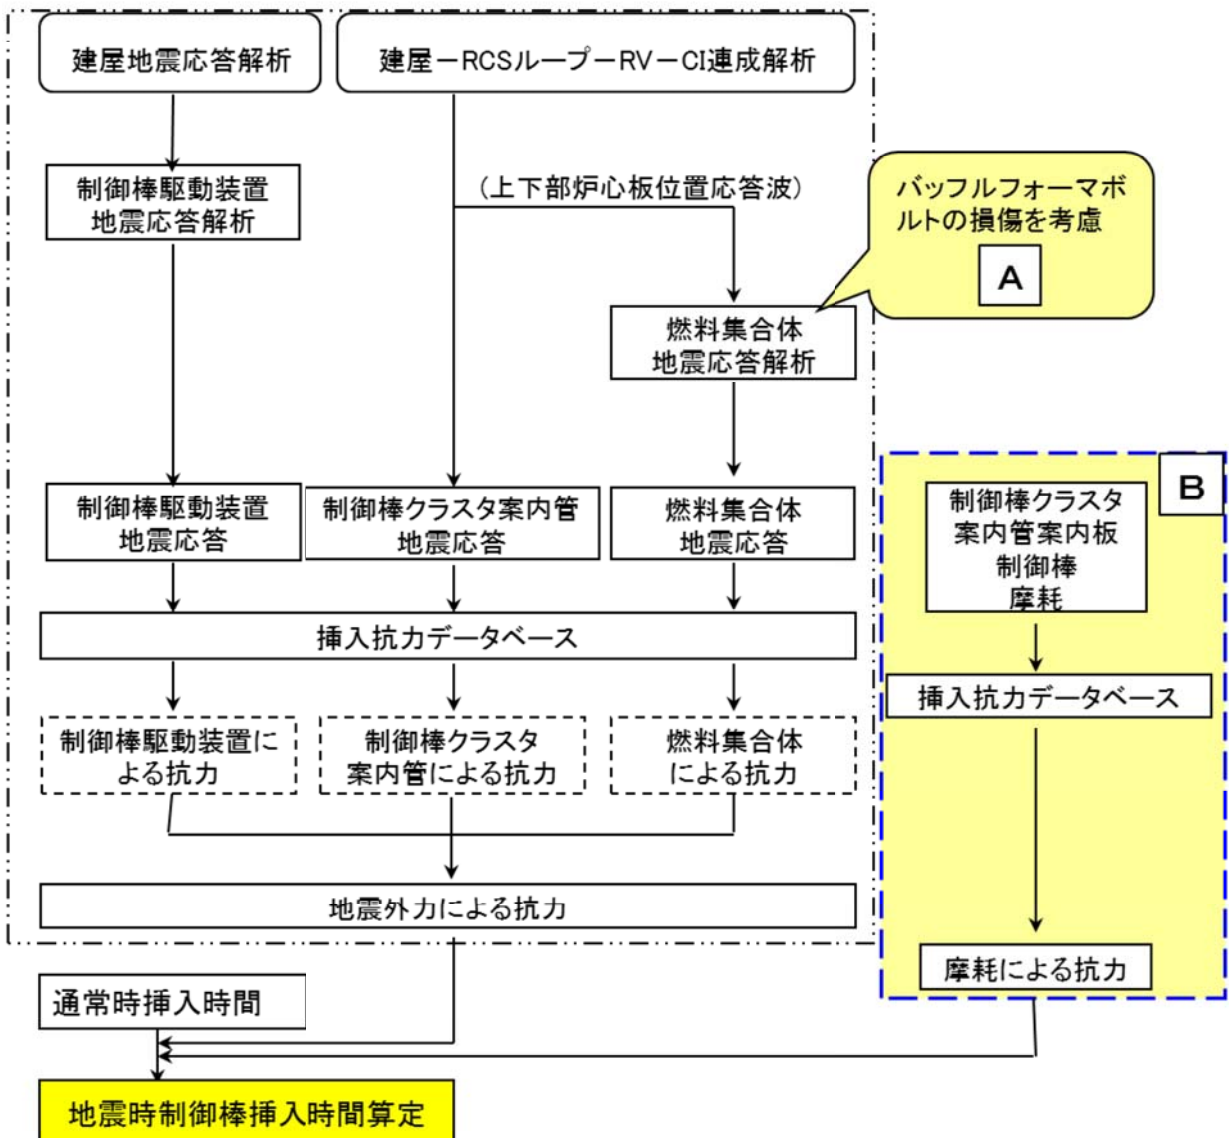 建屋地震応答解析
建屋－RCSループ－RV－CI連成解析
制御棒駆動装置
地震応答解析
（上下部炉心板位置応答波）
バッフルフォーマボ
ルトの損傷を考慮
A
燃料集合体
地震応答解析
制御棒駆動装置
地震応答
制御棒クラスタ案内管
地震応答
燃料集合体
地震応答
B
制御棒クラスタ
案内管案内板
制御棒
摩耗
挿入抗力データベース
挿入抗力データベース
制御棒駆動装置に
よる抗力
制御棒クラスタ
案内管による抗力
燃料集合体
による抗力
地震外力による抗力
摩耗による抗力
通常時挿入時間
地震時制御棒挿入時間算定